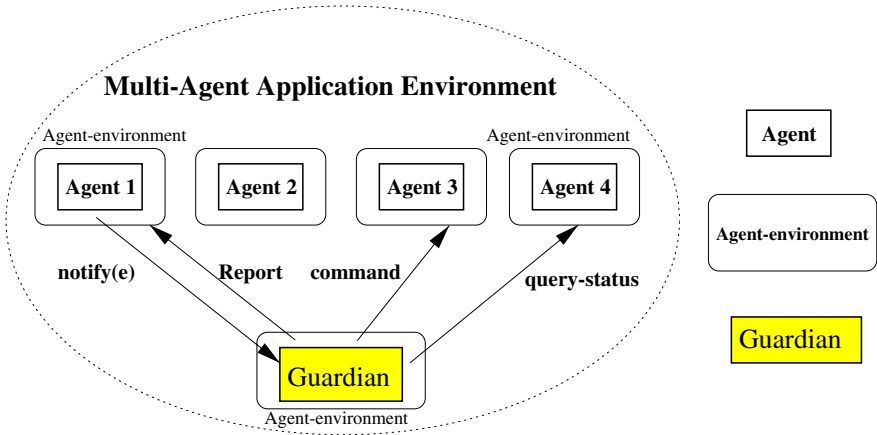 Multi-Agent Application Environment
Agent-environment
Agent-environment
Agent 1
Agent 2
Agent 3
Agent 4
notify(e)
Report
command
query-status
Guardian
Agent-environment
Agent
Agent-environment
Guardian